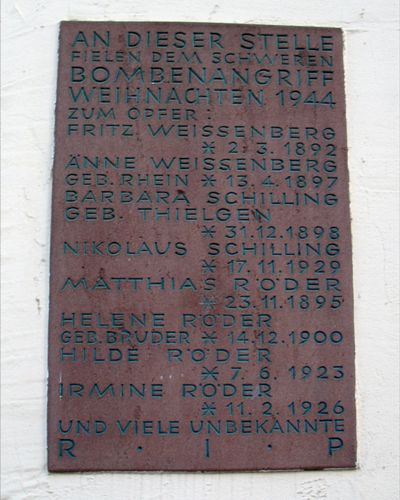 AN DIESER STELLE
FIELEN DEM SCHWEREN
BOMBENANGRIFF
WEIHNACHTEN 1944
ZUM OPFER:
FRITZ WEISSENBERG
* 2. 3. 1892
ÄNNE WEISSENBERG
GEB. RHEIN * 13. 4. 1897
BARBARA SCHILLING
GEB. THIELGEN
* 31.12.1898
NIKOLAUS SCHILLING
* 17. 11. 1929
MATTHIAS RÖDER
* 23.11.1895
HELENE RÖDER
GEB. BRUDER * 14.12.1900
HILDE RÖDER
* 7. 6. 1923
IRMINE RÖDER
* 11. 2. 1926
UND VIELE UNBEKANNTE
R · I · P